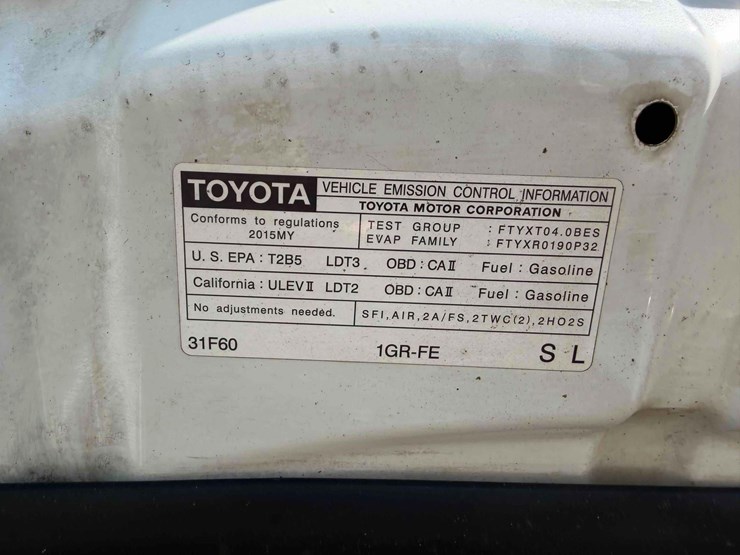 TOYOTA VEHICLE EMISSION CONTROL INFORMATION
TOYOTA MOTOR CORPORATION
Conforms to regulations
2015MY
TEST GROUP : FTYXT04.0BES
EVAP FAMILY : FTYXR0190P32
U. S. EPA : T2B5 LDT3 OBD : CAⅡ Fuel : Gasoline
California : ULEVⅡ LDT2 OBD : CAⅡ Fuel : Gasoline
No adjustments needed. SFI,AIR,2A/FS,2TWC(2),2HO2S
31F60 1GR-FE S L